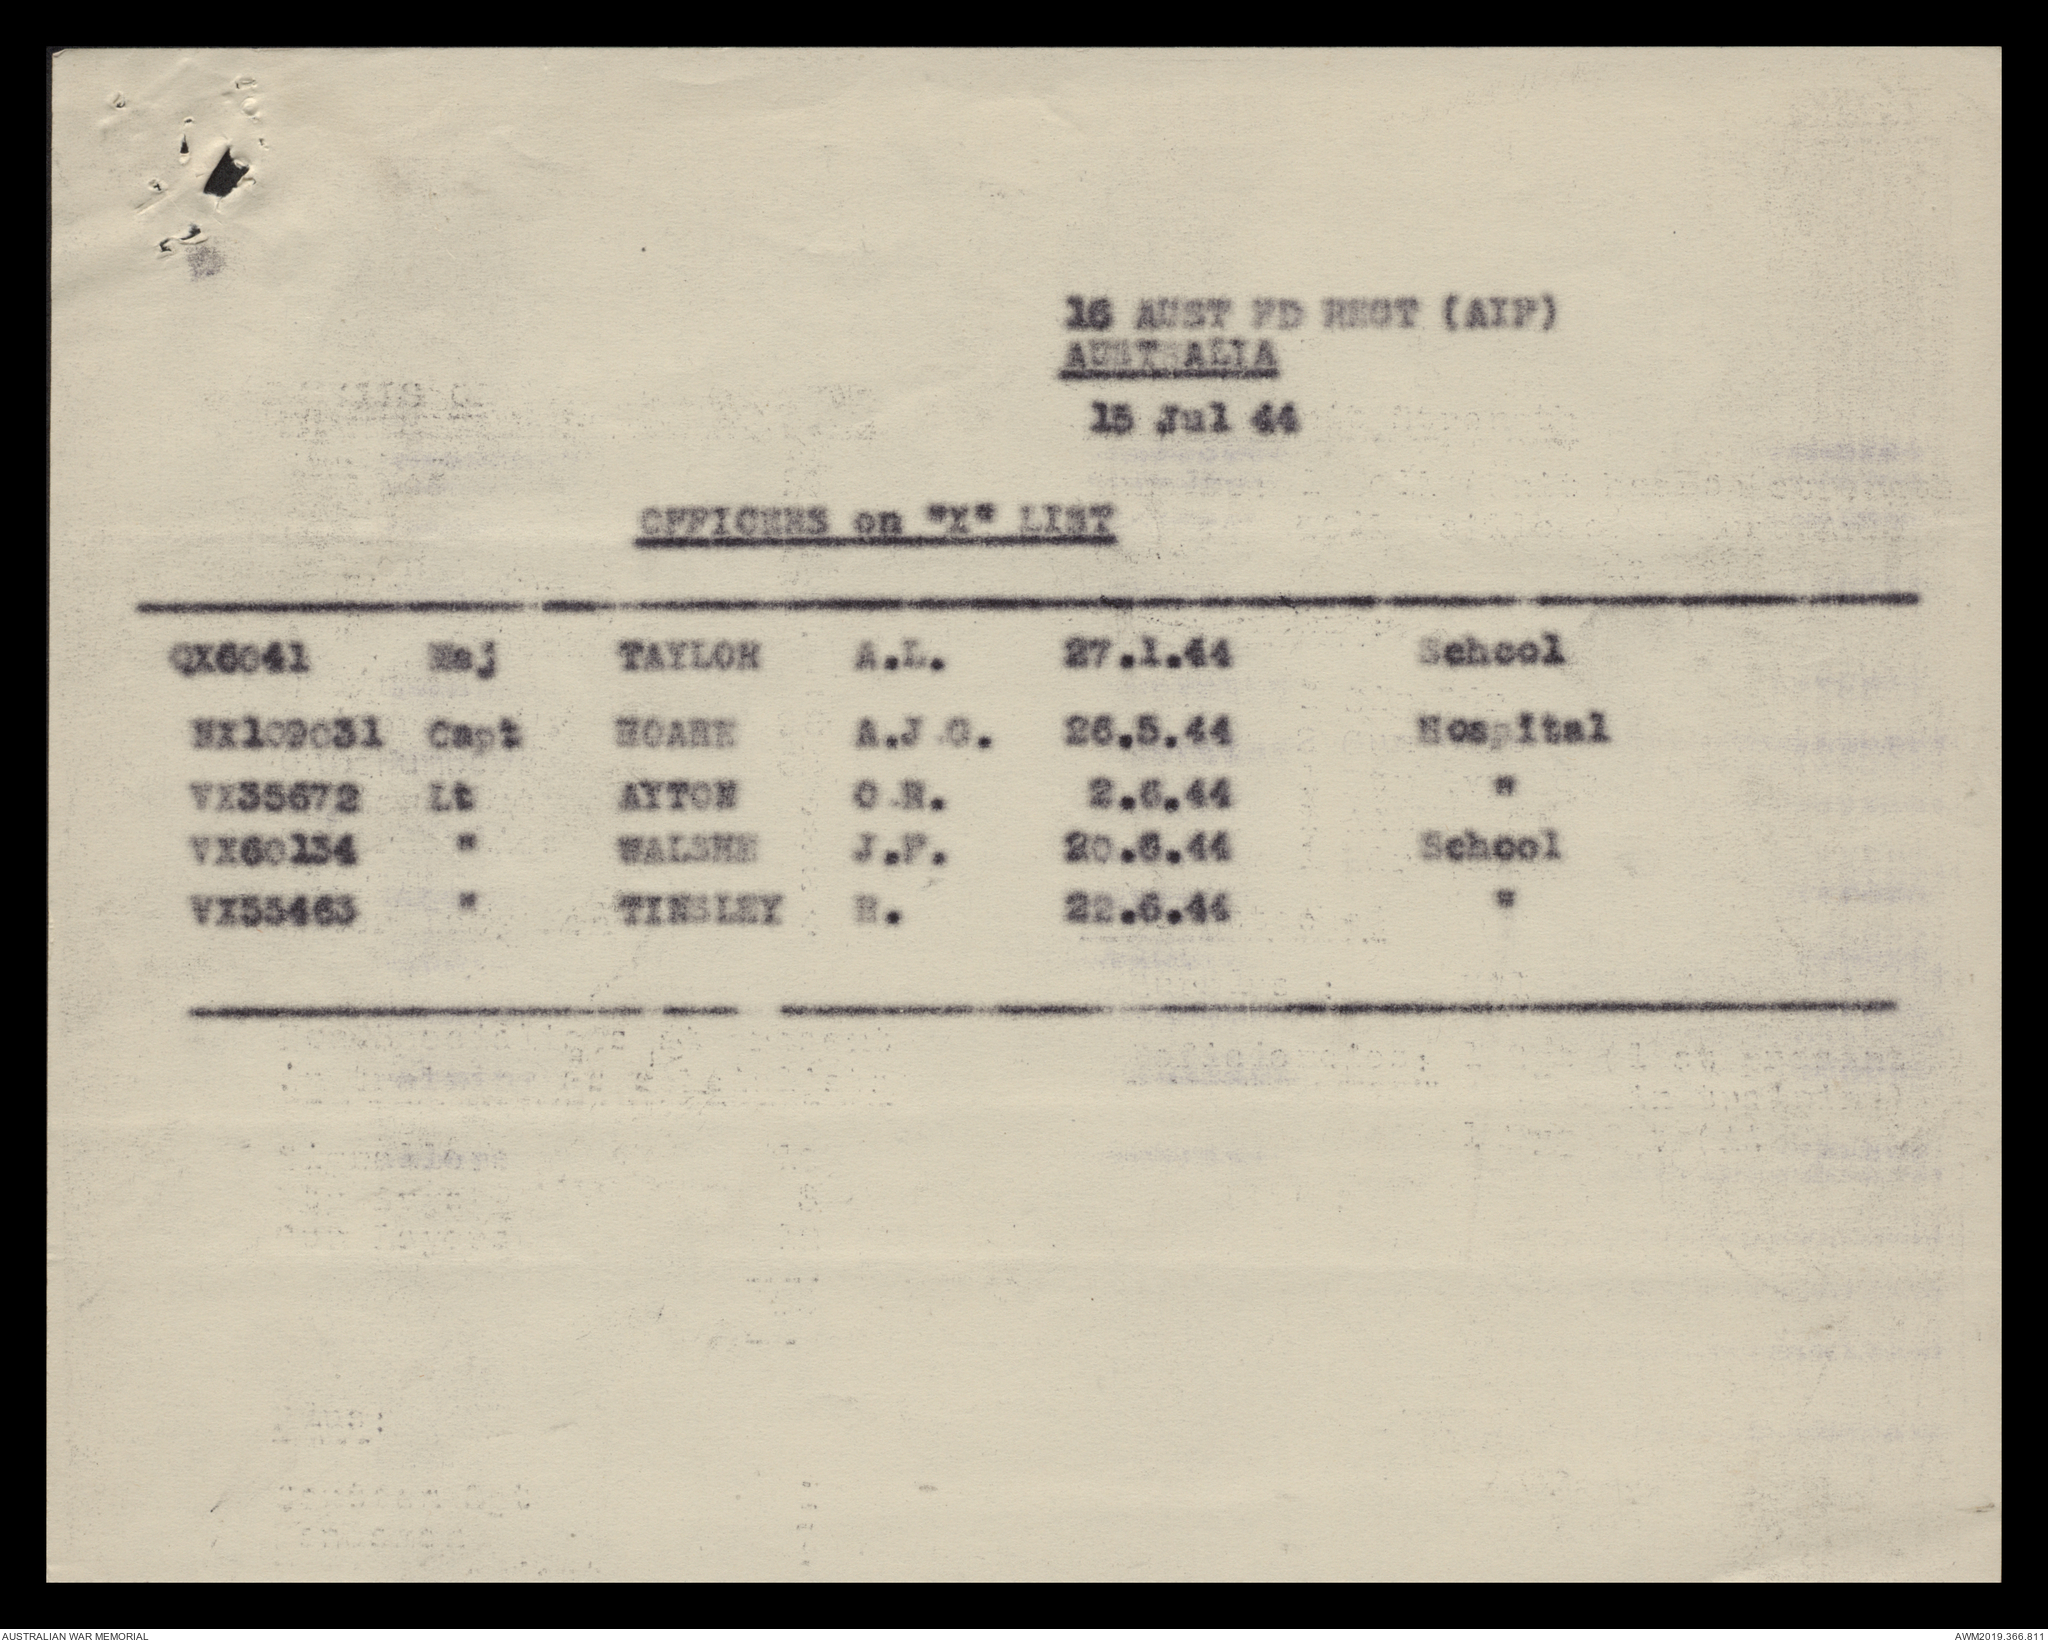 16 AUST FD REGT (AIF)
AUSTRALIA
15 Jul 44
OFFICERS on "X" LIST
QX6041 Maj TAYLOR A.L. 27.1.44 School
NX109031 Capt HOARE A.J.G. 26.5.44 Hospital
VX35672 Lt AYTON 2.6.44 "
VX60134 " WALSHE J.F. 20.6.44 School
VX55463 " TINSLEY R. 22.6.44 "
AUSTRALIAN WAR MEMORIAL
AWM2019.366.811